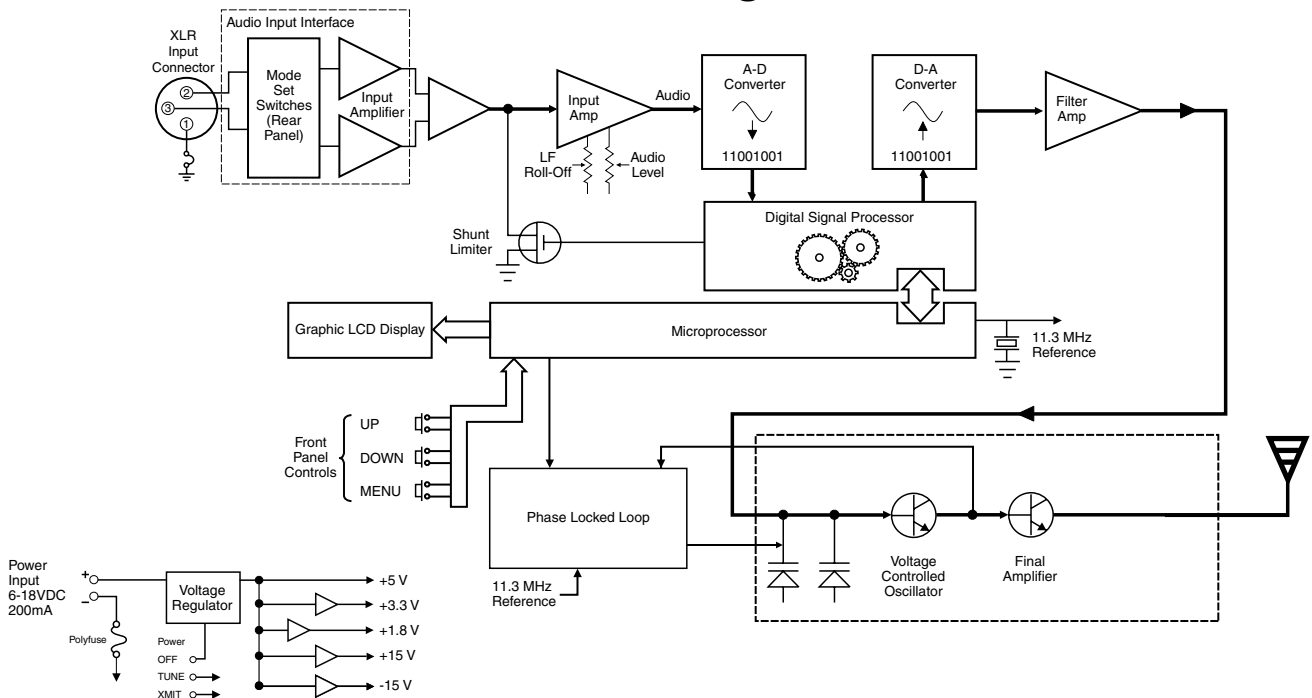 Audio Input Interface
XLR
Input
Connector
2
3
1
Mode
Set
Switches
(Rear
Panel)
Input
Amplifier
Input
Amp
LF
Roll-Off
Audio
Level
Audio
A-D
Converter
11001001
D-A
Converter
11001001
Filter
Amp
Shunt
Limiter
Digital Signal Processor
Graphic LCD Display
Microprocessor
11.3 MHz
Reference
Front
Panel
Controls
UP
DOWN
MENU
Phase Locked Loop
11.3 MHz
Reference
Voltage
Controlled
Oscillator
Final
Amplifier
Power
Input
6-18VDC
200mA
+
–
Polyfuse
Voltage
Regulator
Power
OFF
TUNE
XMIT
+5 V
+3.3 V
+1.8 V
+15 V
-15 V